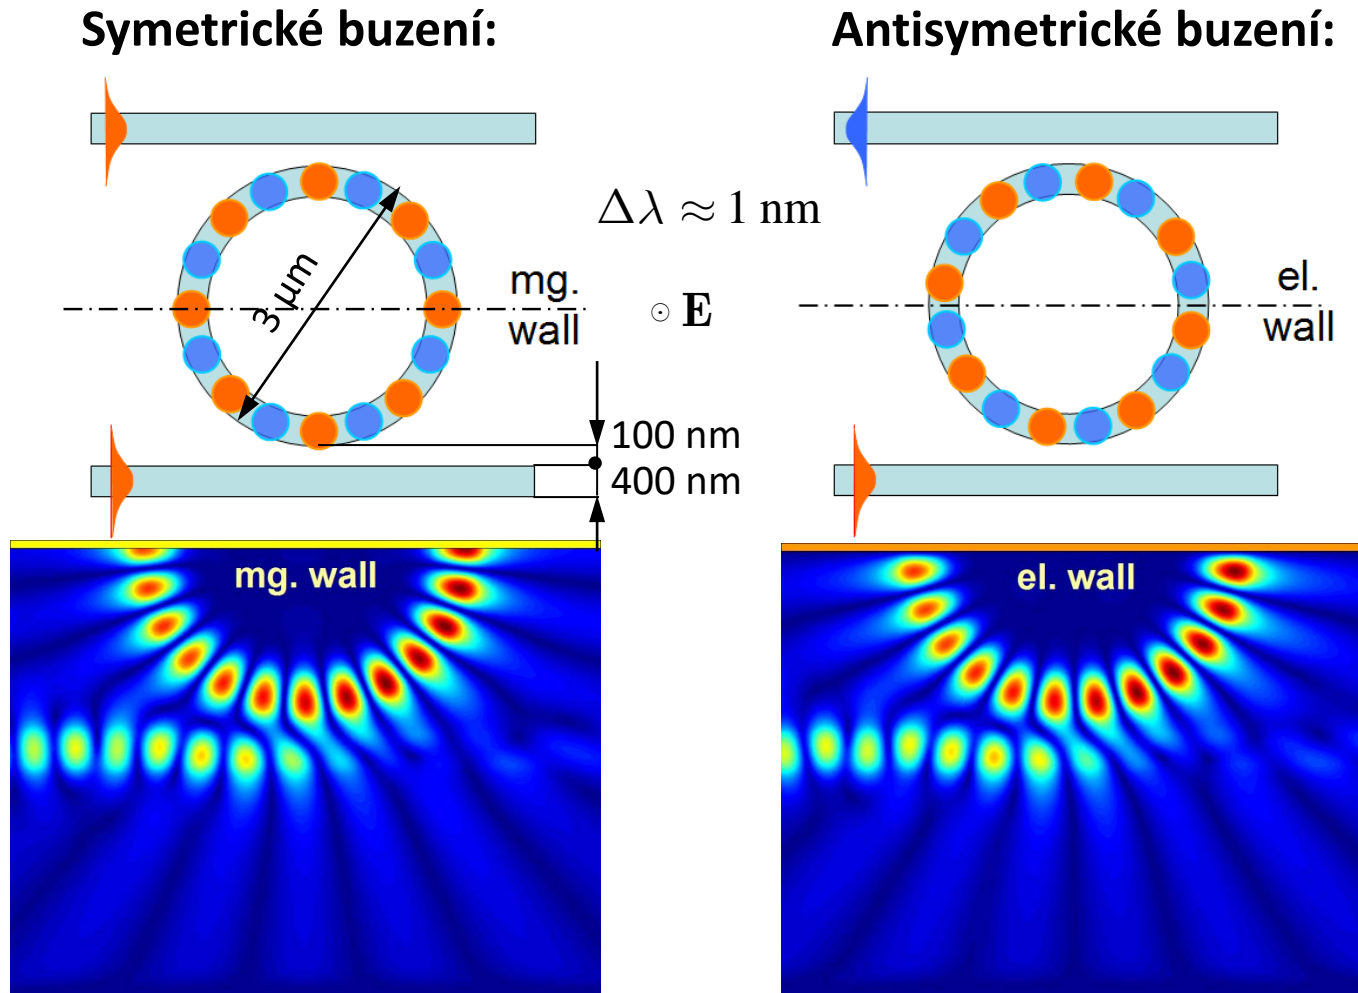 Symetrické buzení:
Antisymetrické buzení:
Δλ ≈ 1 nm
3 μm
mg.
wall
⊙ E
el.
wall
100 nm
400 nm
mg. wall
el. wall